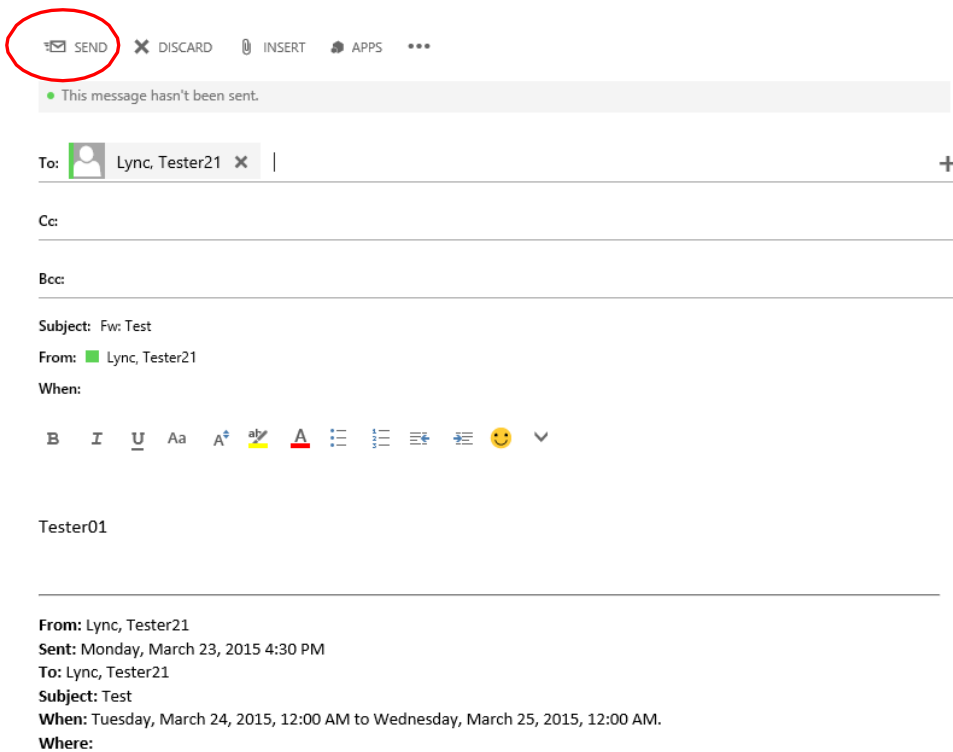 SEND DISCARD INSERT APPS •••
This message hasn't been sent.
To: Lync, Tester21
Cc:
Bcc:
Subject: Fw: Test
From: Lync, Tester21
When:
B I U Aa A ab A
Tester01
From: Lync, Tester21
Sent: Monday, March 23, 2015 4:30 PM
To: Lync, Tester21
Subject: Test
When: Tuesday, March 24, 2015, 12:00 AM to Wednesday, March 25, 2015, 12:00 AM.
Where: